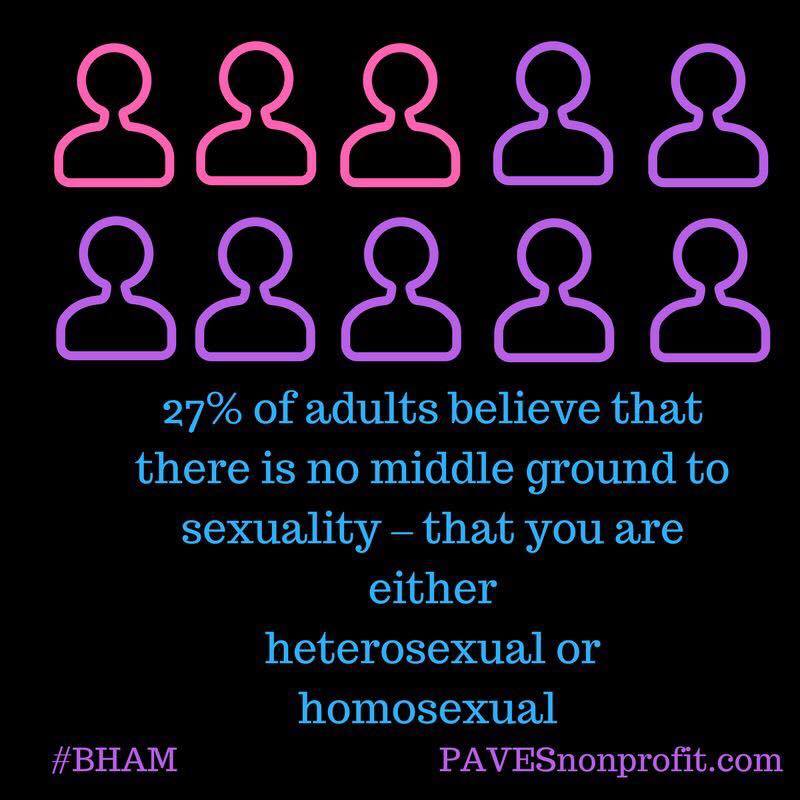 27% of adults believe that
there is no middle ground to
sexuality – that you are
either
heterosexual or
homosexual
#BHAM
PAVESnonprofit.com